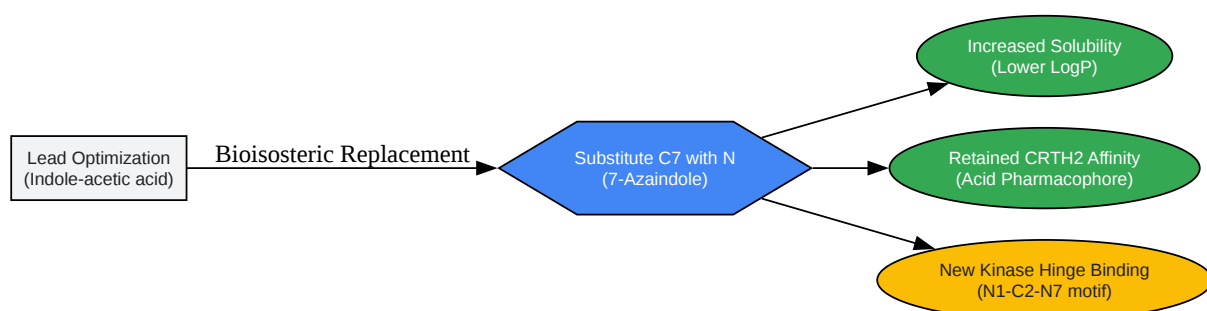 Increased Solubility
(Lower LogP)
Lead Optimization
(Indole-acetic acid)
Bioisosteric Replacement
Substitute C7 with N
(7-Azaindole)
Retained CRTH2 Affinity
(Acid Pharmacophore)
New Kinase Hinge Binding
(N1-C2-N7 motif)